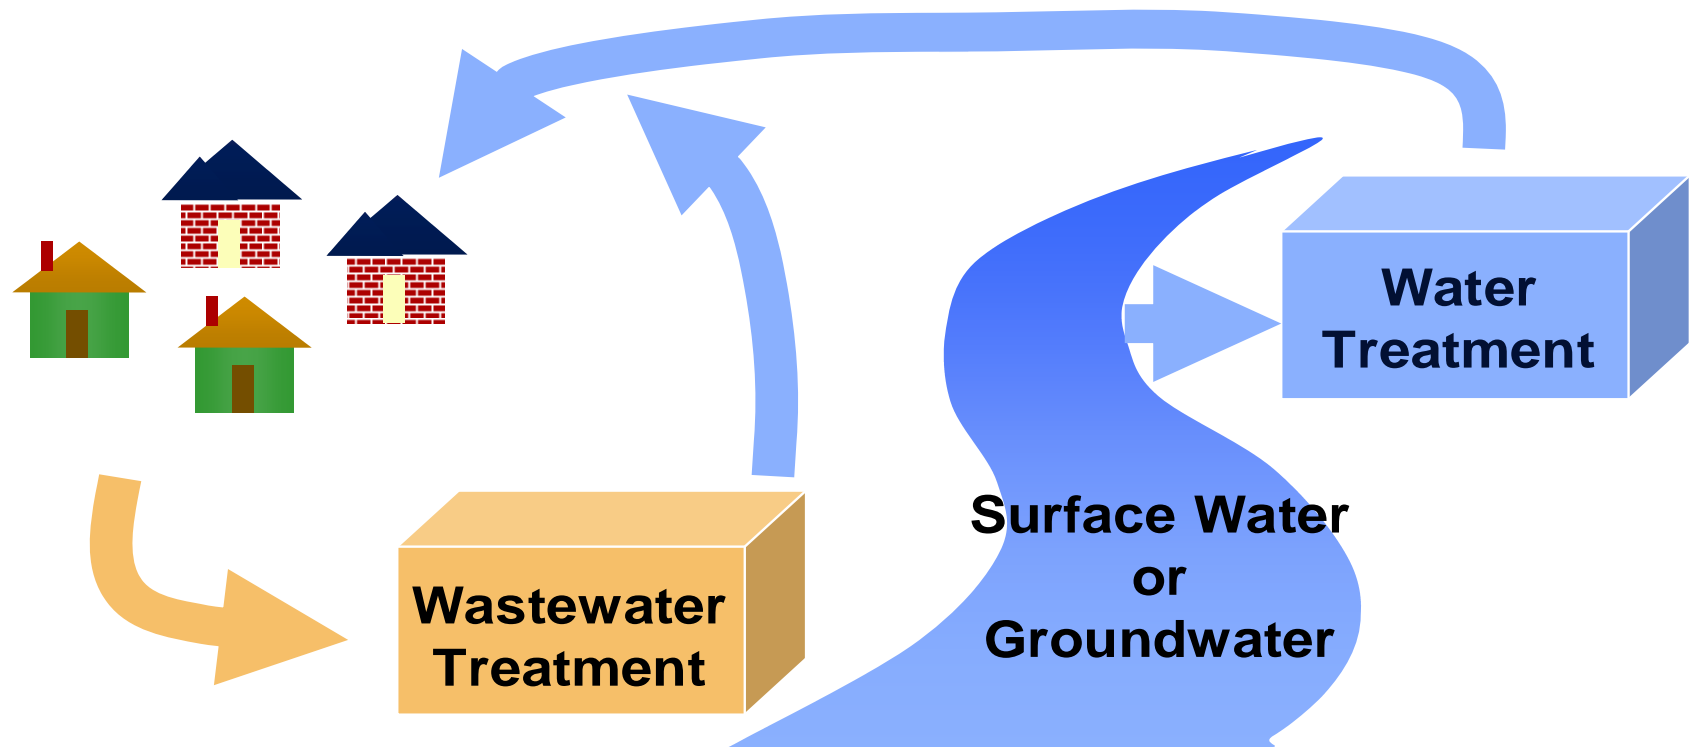 Water
Treatment
Surface Water
or
Groundwater
Wastewater
Treatment